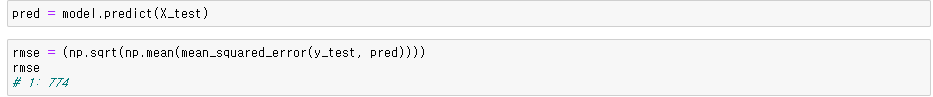 pred = model.predict(X_test)
rmse = (np.sqrt(np.mean(mean_squared_error(y_test, pred))))
rmse
# 1: 774